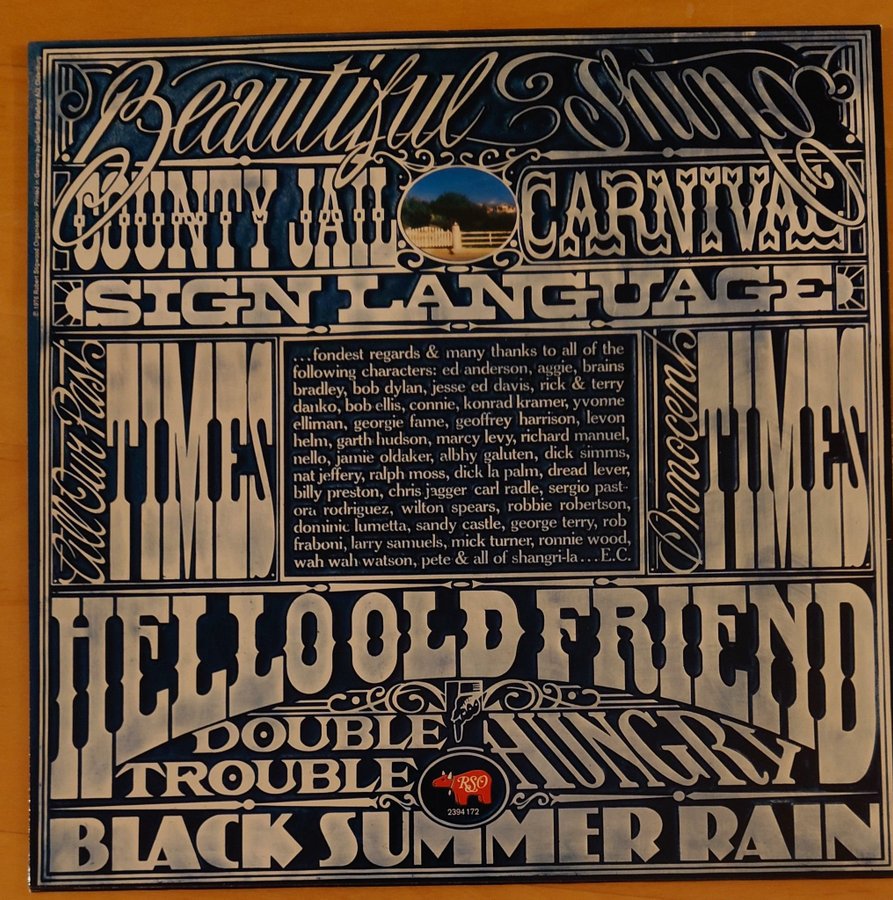 Beautiful Thing
COUNTY JAIL CARNIVAL
SIGN LANGUAGE
All Our Past TIMES
...fondest regards & many thanks to all of the
following characters: ed anderson, aggie, brains
bradley, bob dylan, jesse ed davis, rick & terry
danko, bob ellis, connie, konrad kramer, yvonne
elliman, georgie fame, geoffrey harrison, levon
helm, garth hudson, marcy levy, richard manuel,
nello, jamie oldaker, albhy galuten, dick simms,
nat jeffery, ralph moss, dick la palm, dread lever,
billy preston, chris jagger carl radle, sergio past-
ora rodriguez, wilton spears, robbie robertson,
dominic lumetta, sandy castle, george terry, rob
fraboni, larry samuels, mick turner, ronnie wood,
wah wah watson, pete & all of shangri-la...E.C.
Innocent TIMES
HELLO OLD FRIEND
DOUBLE TROUBLE
HUNGRY
RSO
2394 172
BLACK SUMMER RAIN